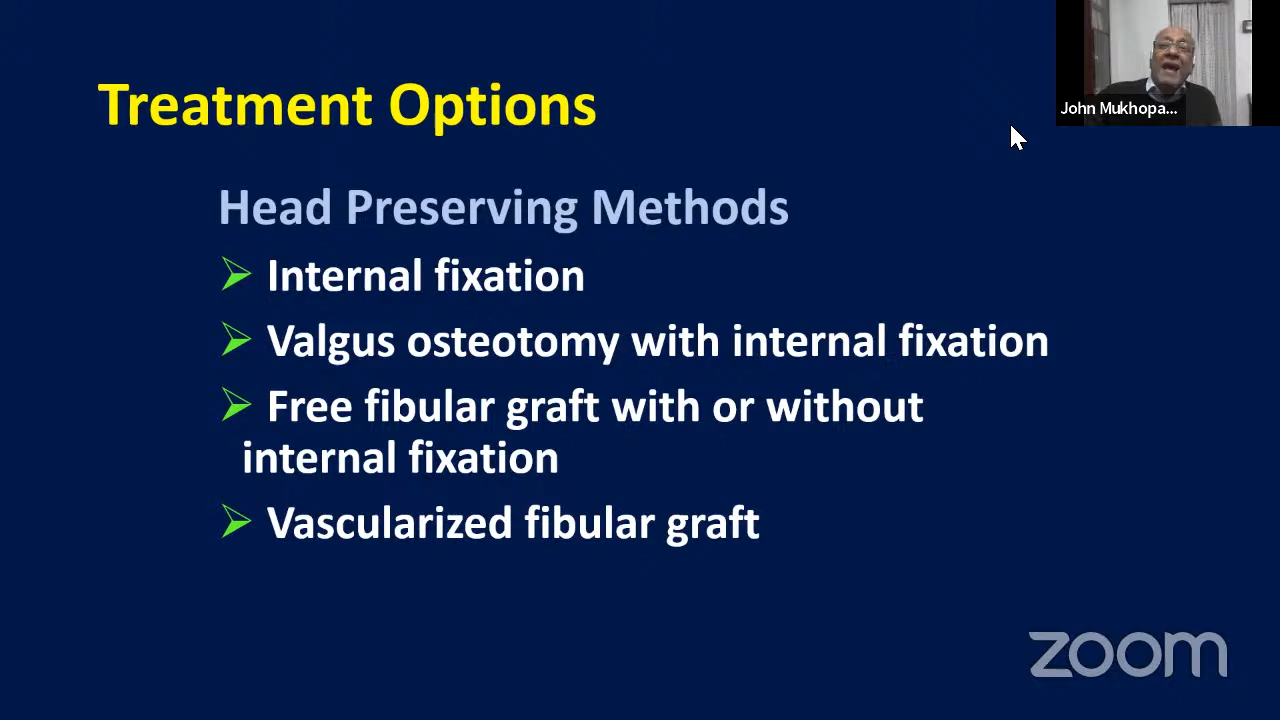 Treatment Options
John Mukhopa...
Head Preserving Methods
Internal fixation
Valgus osteotomy with internal fixation
Free fibular graft with or without
internal fixation
Vascularized fibular graft
zoom